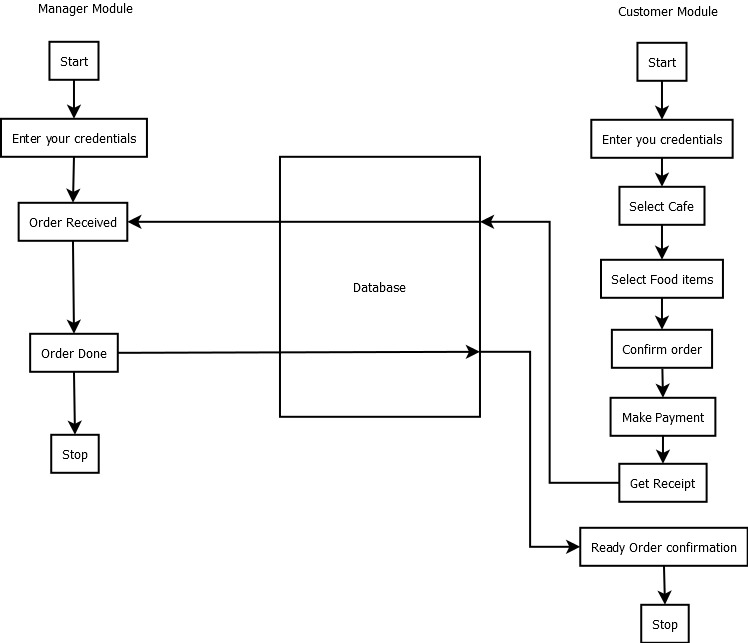 Manager Module
Customer Module
Start
Start
Enter your credentials
Enter you credentials
Select Cafe
Order Received
Select Food items
Database
Confirm order
Order Done
Make Payment
Stop
Get Receipt
Ready Order confirmation
Stop